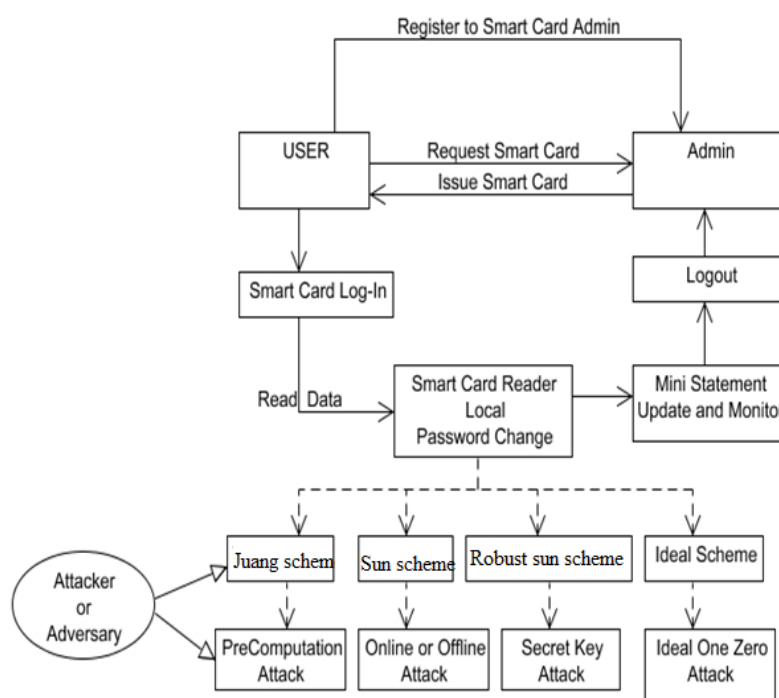 Register to Smart Card Admin
USER
Request Smart Card
Admin
Issue Smart Card
Smart Card Log-In
Logout
Read Data
Smart Card Reader
Local
Password Change
Mini Statement
Update and Monitor
Attacker
or
Adversary
Juang schem
Sun scheme
Robust sun scheme
Ideal Scheme
PreComputation
Attack
Online or Offline
Attack
Secret Key
Attack
Ideal One Zero
Attack